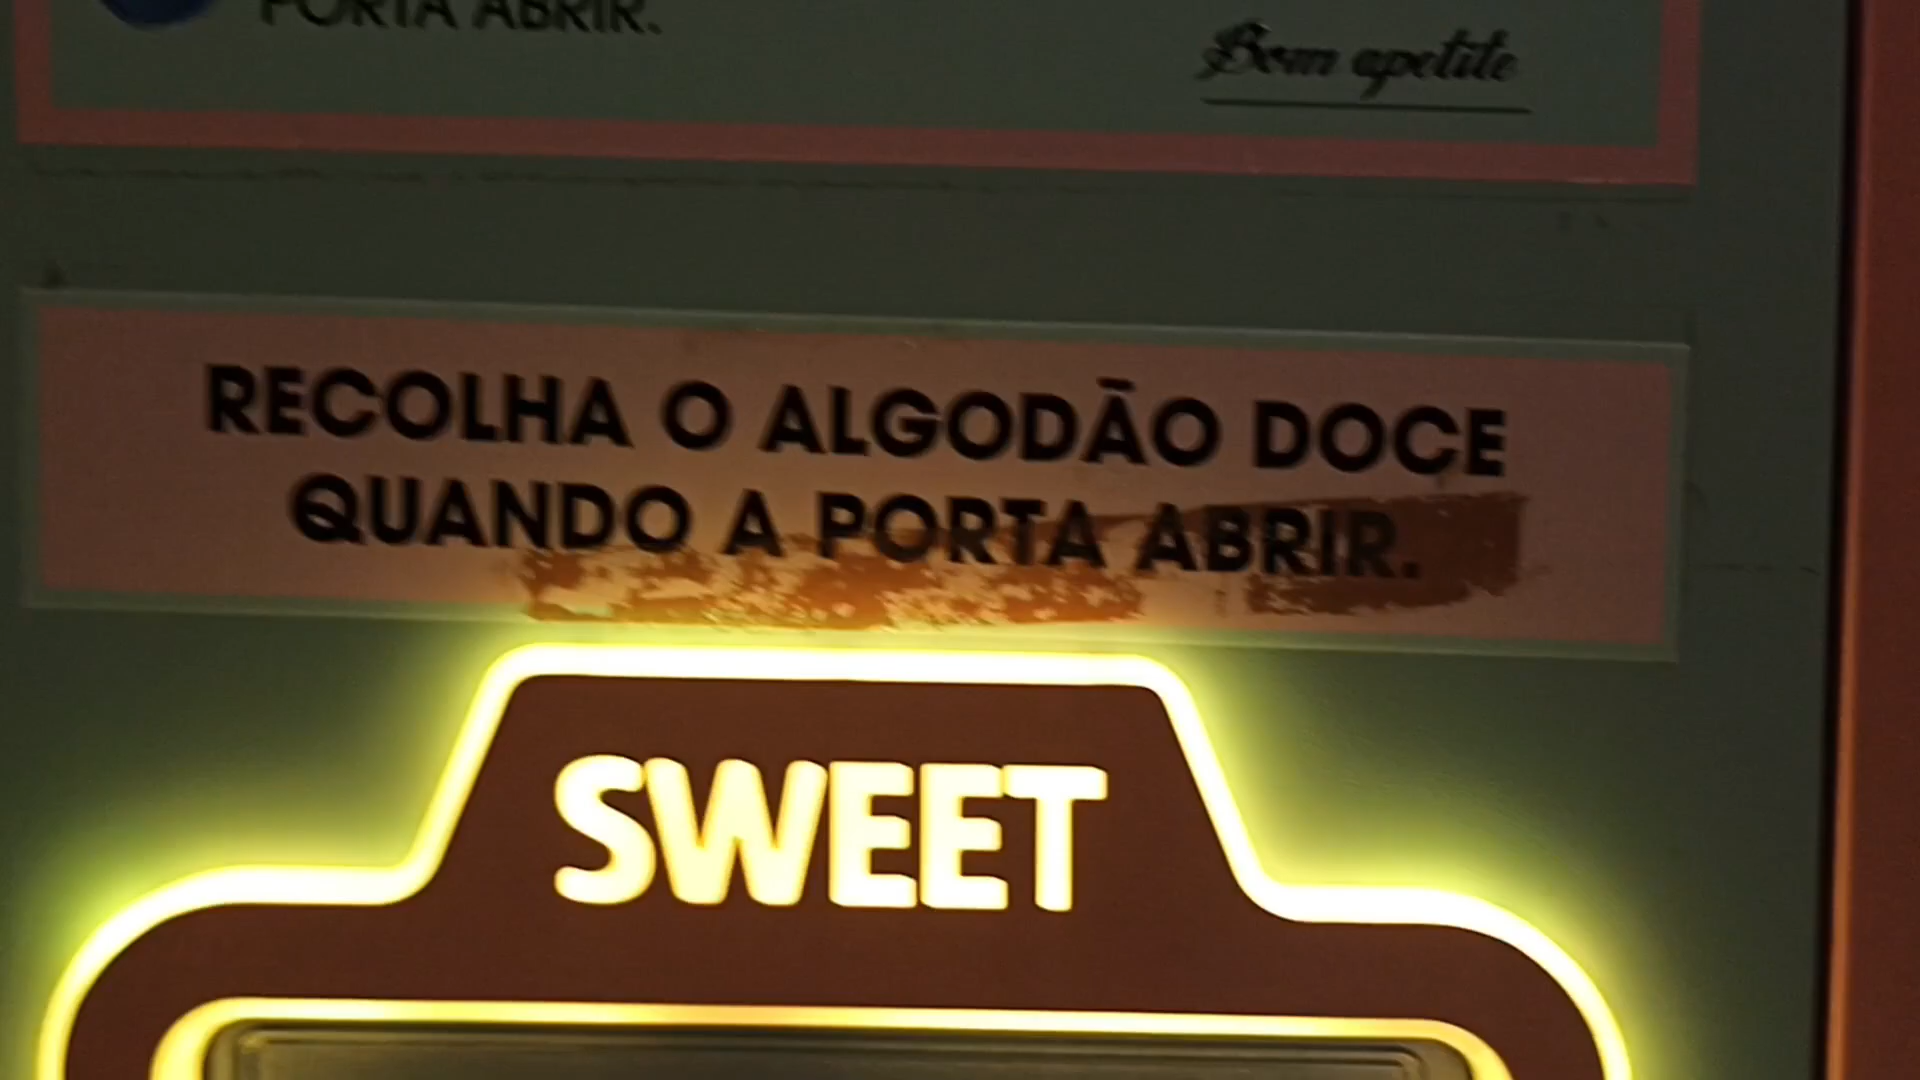 PORTA ABRIR.
Bom apetite
RECOLHA O ALGODÃO DOCE
QUANDO A PORTA ABRIR.
SWEET